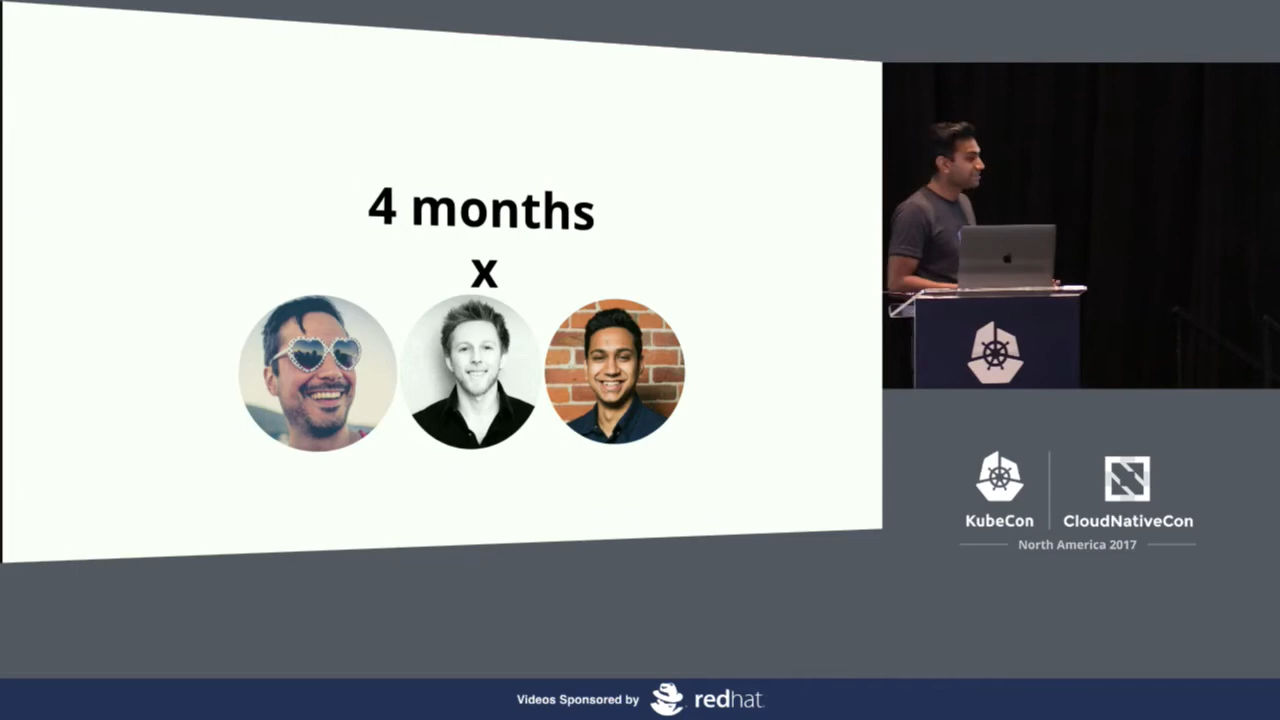 4 months
x
KubeCon
CloudNativeCon
North America 2017
Videos Sponsored by redhat.